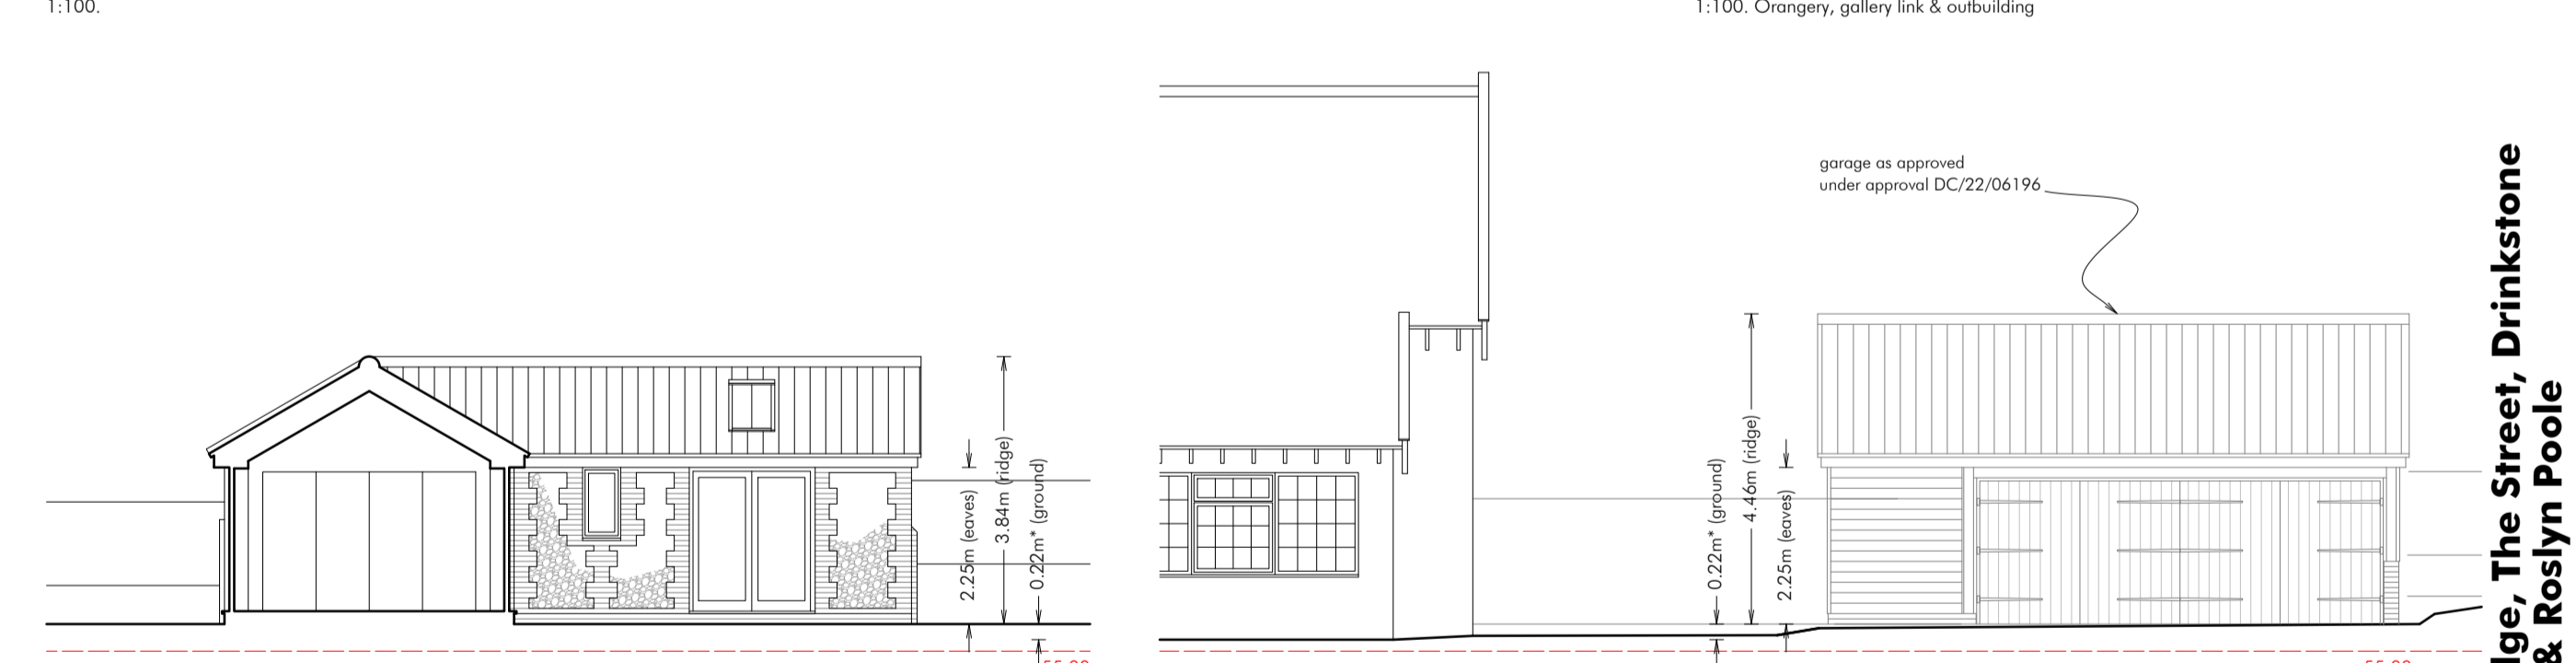 1:100.
1:100. Orangery, gallery link & outbuilding
garage as approved
under approval DC/22/06196
2.25m (eaves)
3.84m (ridge)
0.22m* (ground)
0.22m* (ground)
4.46m (ridge)
2.25m (eaves)
The Street, Drinkstone
& Roslyn Poole